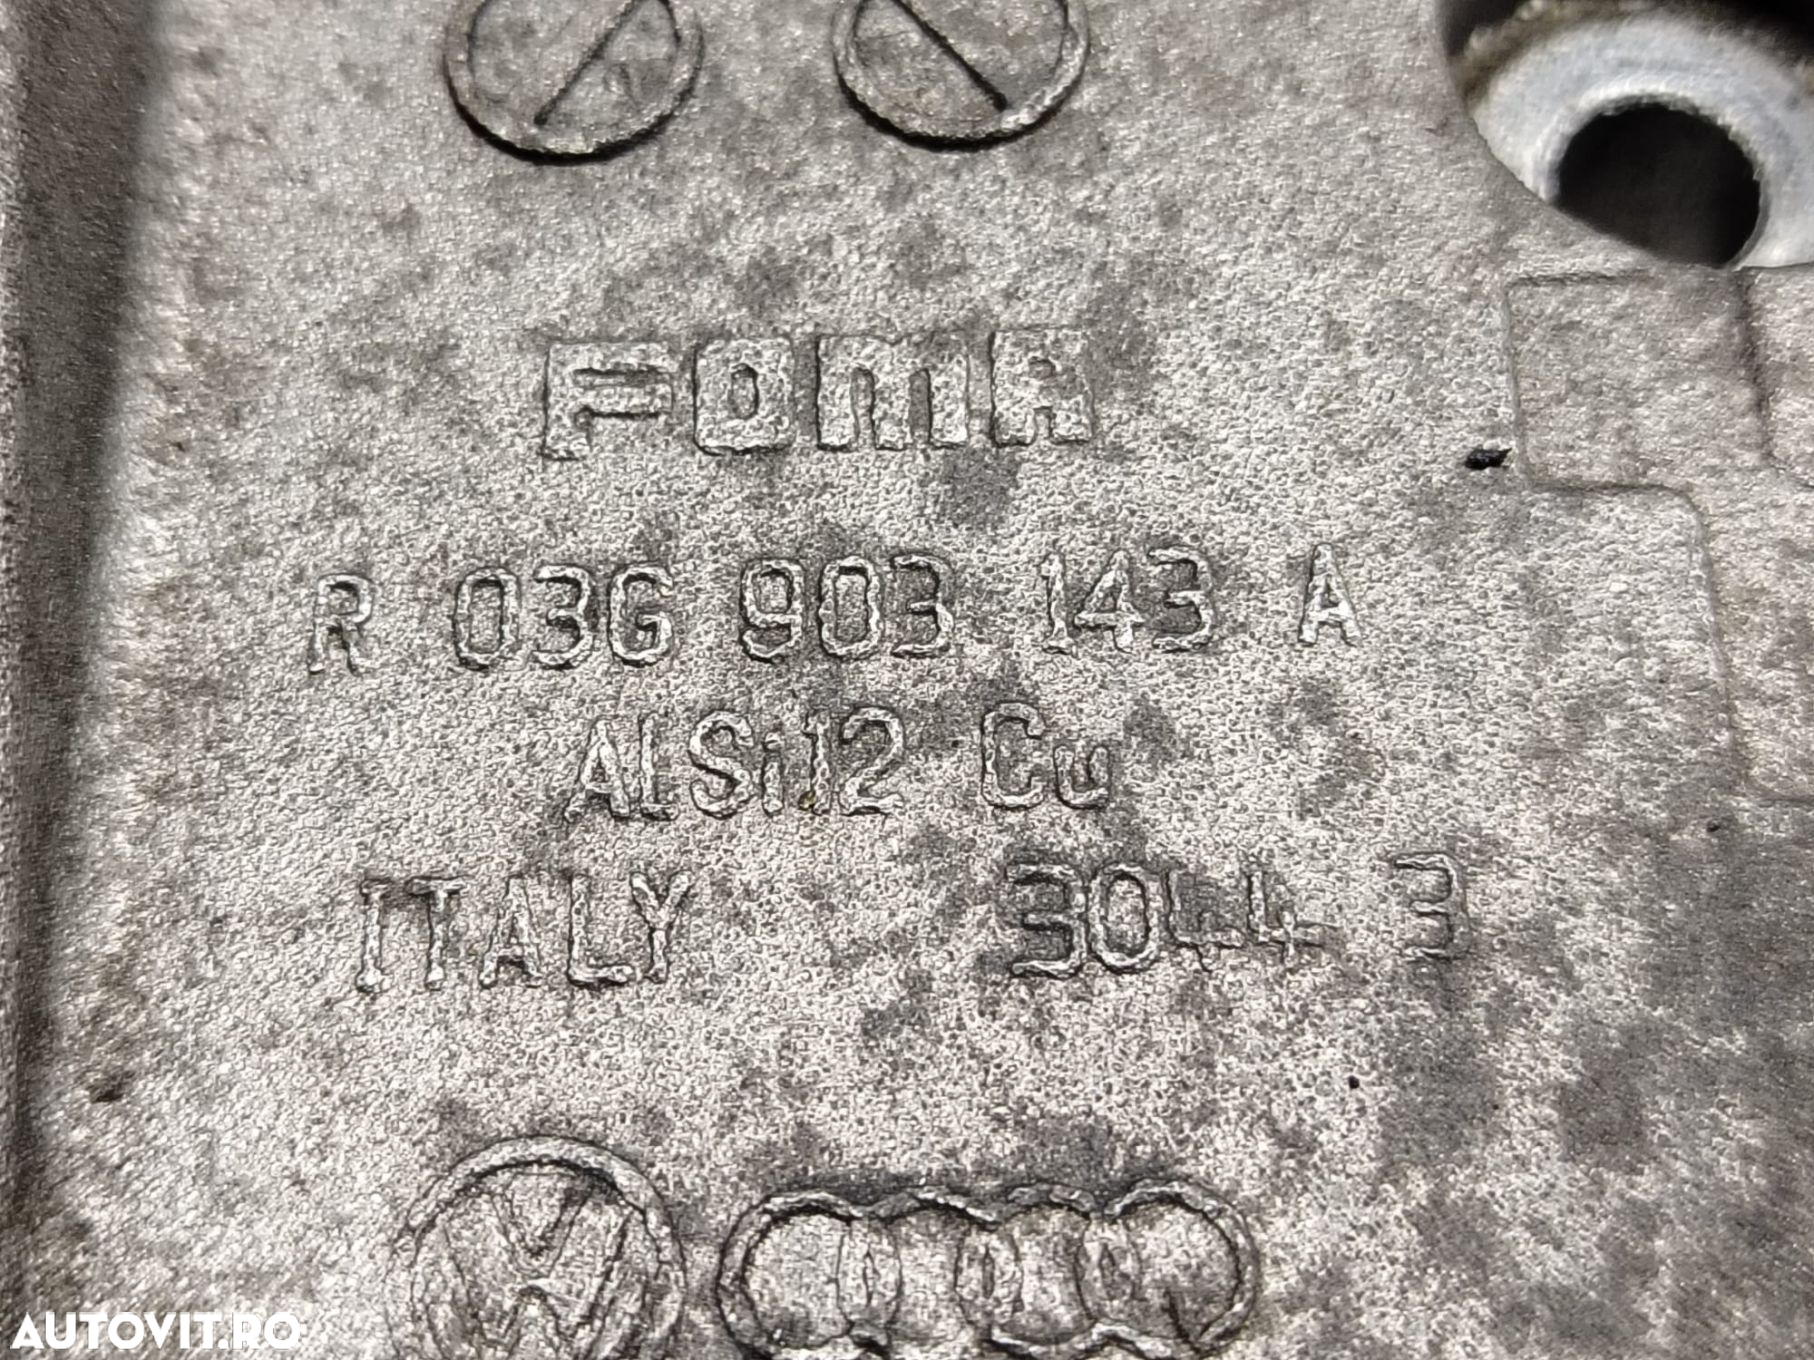 FOMA
R 03G 903 143 A
ALSi12 Cu
ITALY 3044 3
AUTOVIT.RO